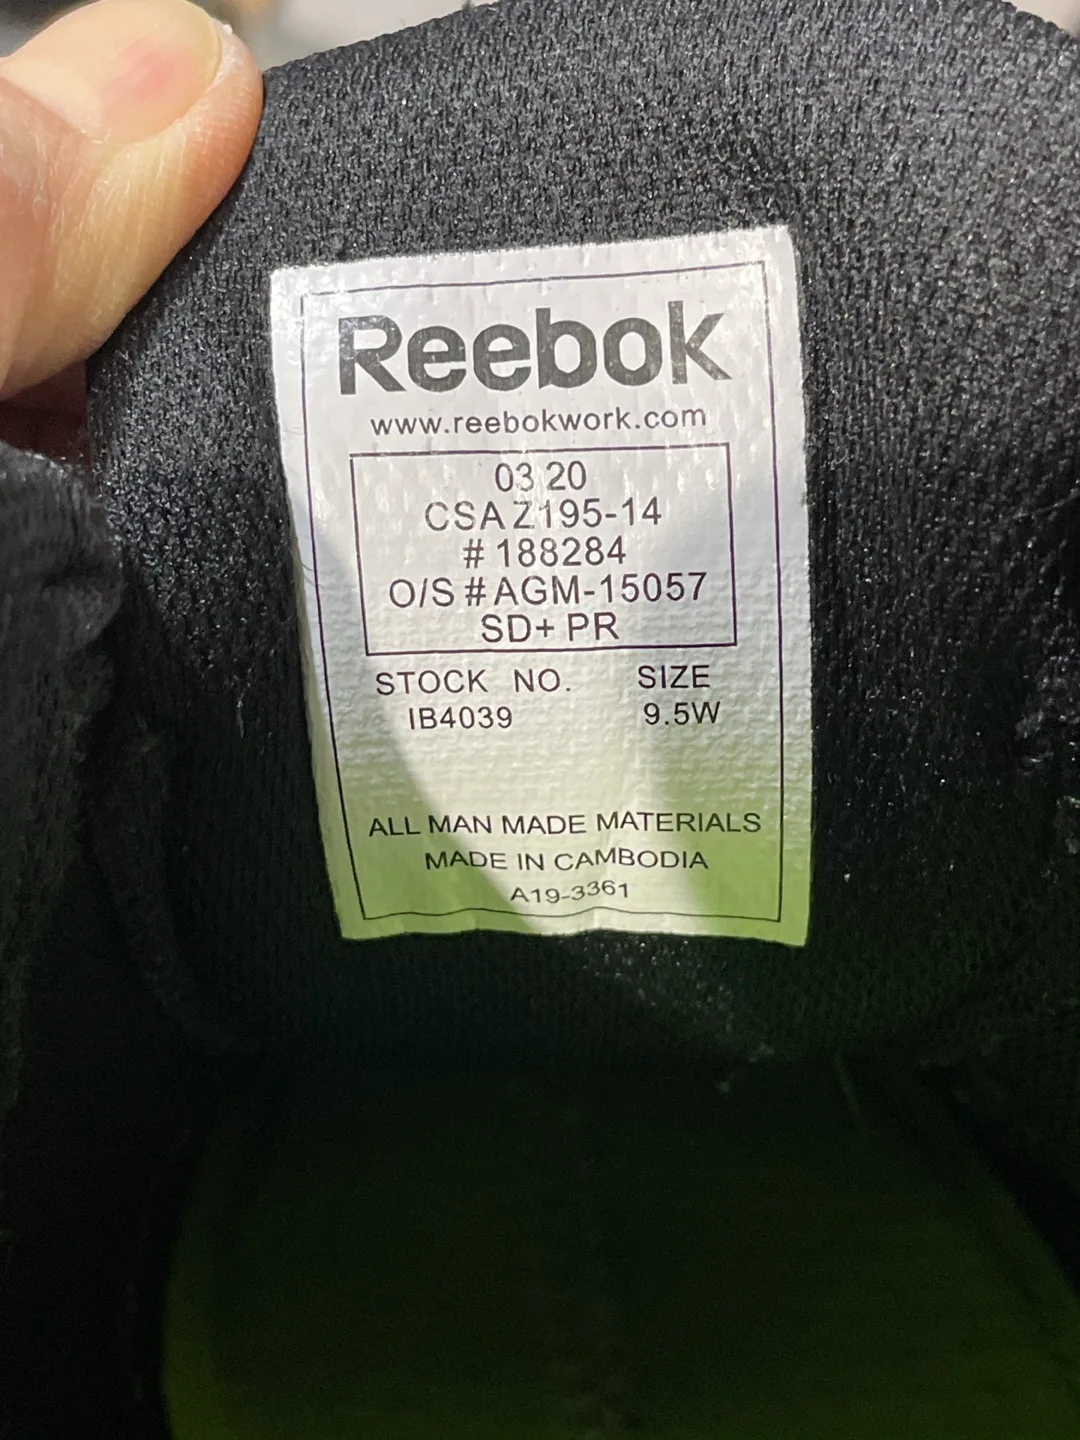 Reebok
www.reebokwork.com
03 20
CSA Z195-14
# 188284
O/S # AGM-15057
SD+ PR
STOCK NO. SIZE
IB4039 9.5W
ALL MAN MADE MATERIALS
MADE IN CAMBODIA
A19-3361